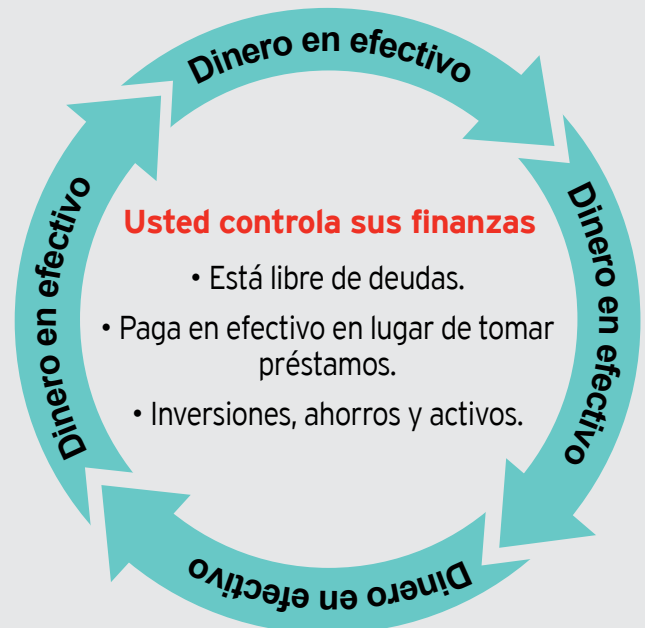 Dinero en efectivo
Dinero en efectivo
Dinero en efectivo
Dinero en efectivo
Usted controla sus finanzas
• Está libre de deudas.
• Paga en efectivo en lugar de tomar
préstamos.
• Inversiones, ahorros y activos.